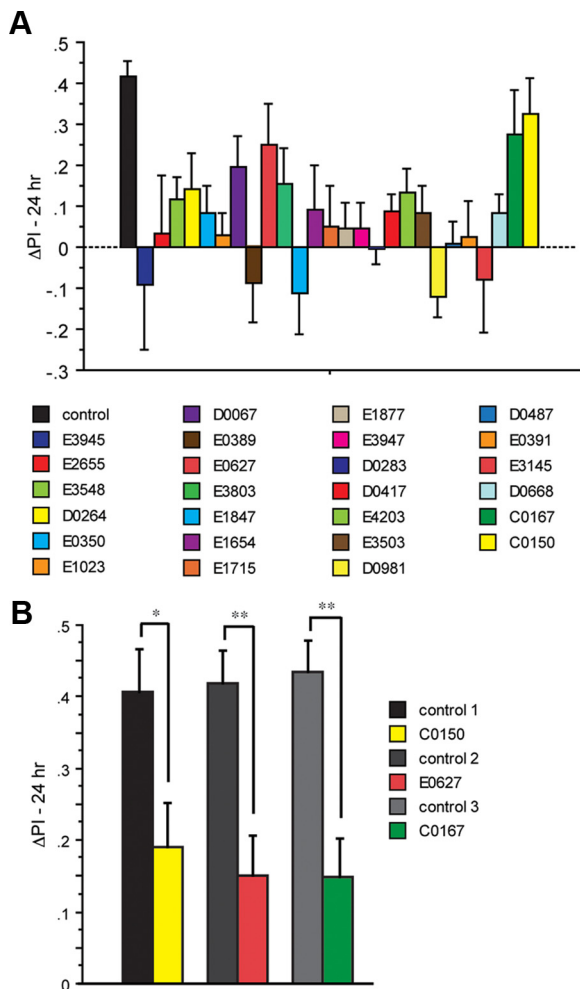 A
ΔPI - 24 hr
.5
.4
.3
.2
.1
0
-.1
-.2
-.3
control
E3945
E2655
E3548
D0264
E0350
E1023
D0067
E0389
E0627
E3803
E1847
E1654
E1715
E1877
E3947
D0283
D0417
E4203
E3503
D0981
D0487
E0391
E3145
D0668
C0167
C0150
B
ΔPI - 24 hr
.5
.4
.3
.2
.1
0
*
**
**
control 1
C0150
control 2
E0627
control 3
C0167